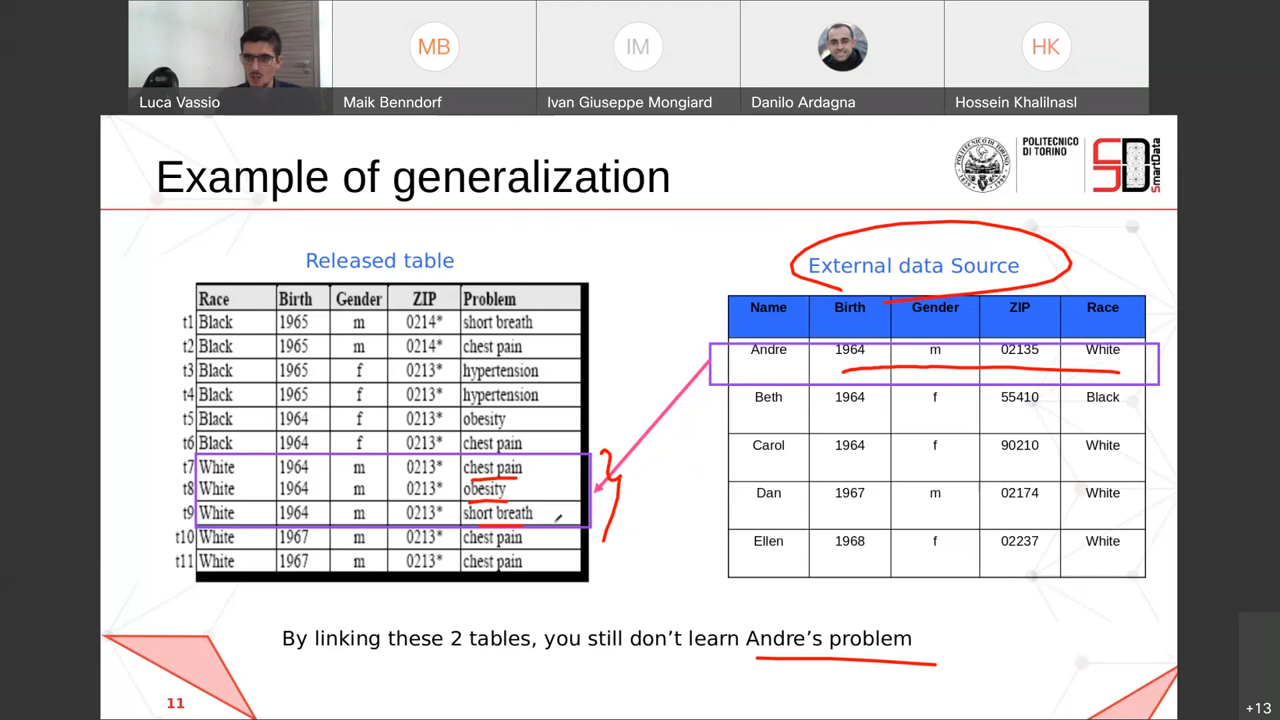 MB
IM
HK
Luca Vassio
Maik Benndorf
Ivan Giuseppe Mongiard
Danilo Ardagna
Hossein Khalilnasl
Example of generalization
POLITECNICO
DI TORINO
SD
SmartData
Released table
Race Birth Gender ZIP Problem
t1 Black 1965 m 0214* short breath
t2 Black 1965 m 0214* chest pain
t3 Black 1965 f 0213* hypertension
t4 Black 1965 f 0213* hypertension
t5 Black 1964 f 0213* obesity
t6 Black 1964 f 0213* chest pain
t7 White 1964 m 0213* chest pain
t8 White 1964 m 0213* obesity
t9 White 1964 m 0213* short breath
t10 White 1967 m 0213* chest pain
t11 White 1967 m 0213* chest pain
External data Source
Name Birth Gender ZIP Race
Andre 1964 m 02135 White
Beth 1964 f 55410 Black
Carol 1964 f 90210 White
Dan 1967 m 02174 White
Ellen 1968 f 02237 White
By linking these 2 tables, you still don't learn Andre's problem
11
+13